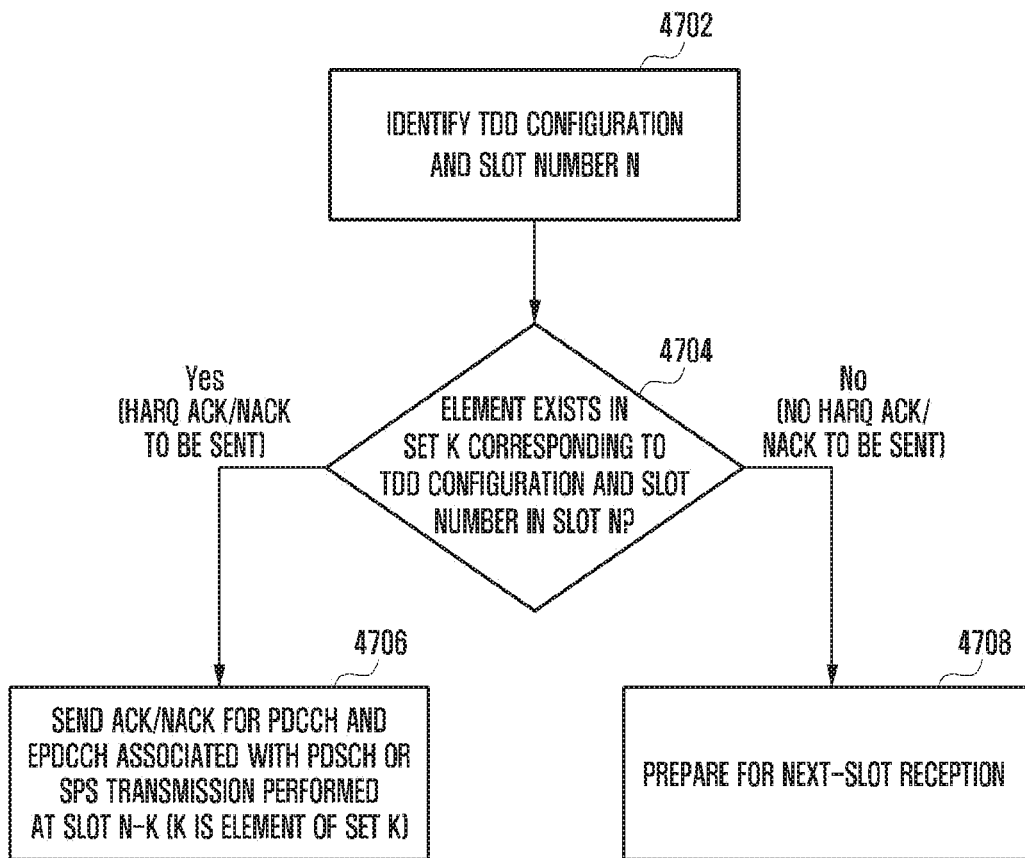 4702
IDENTIFY TDD CONFIGURATION
AND SLOT NUMBER N
4704
Yes
(HARQ ACK/NACK
TO BE SENT)
ELEMENT EXISTS IN
SET K CORRESPONDING TO
TDD CONFIGURATION AND SLOT
NUMBER IN SLOT N?
No
(NO HARQ ACK/
NACK TO BE SENT)
4706
SEND ACK/NACK FOR PDCCH AND
EPDCCH ASSOCIATED WITH PDSCH OR
SPS TRANSMISSION PERFORMED
AT SLOT N-K (K IS ELEMENT OF SET K)
4708
PREPARE FOR NEXT-SLOT RECEPTION